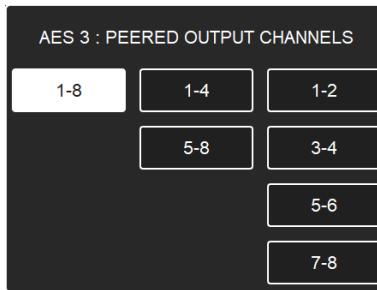 AES 3 : PEERED OUTPUT CHANNELS
1-8 1-4 1-2
5-8 3-4
5-6
7-8